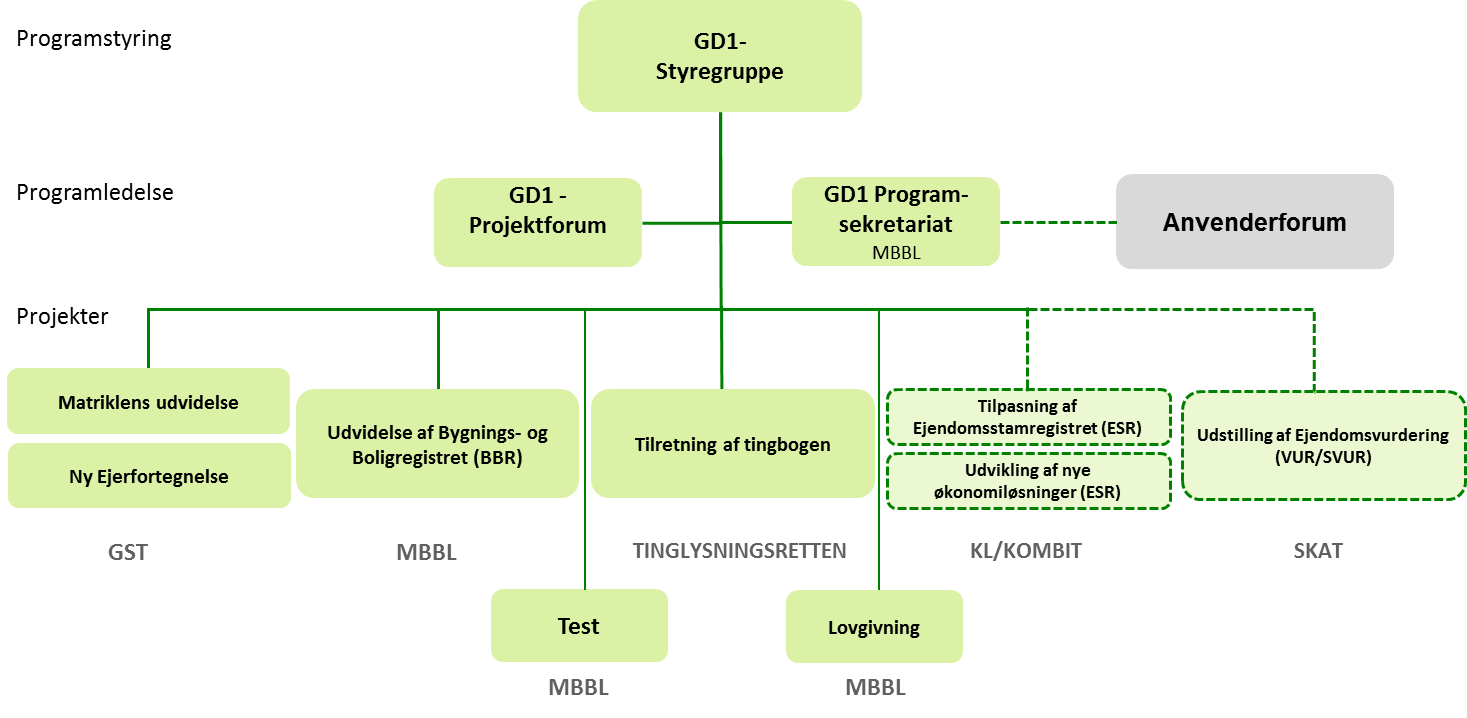 Programstyring
GD1-
Styregruppe
Programledelse
GD1 -
Projektforum
GD1 Program-
sekretariat
MBBL
Anvenderforum
Projekter
Matriklens udvidelse
Ny Ejerfortegnelse
Udvidelse af Bygnings- og
Boligregistret (BBR)
Tilretning af tingbogen
Tilpasning af
Ejendomsstamregistret (ESR)
Udvikling af nye
økonomiløsninger (ESR)
Udstilling af Ejendomsvurdering
(VUR/SVUR)
GST
MBBL
TINGLYSNINGSRETTEN
KL/KOMBIT
SKAT
Test
Lovgivning
MBBL
MBBL